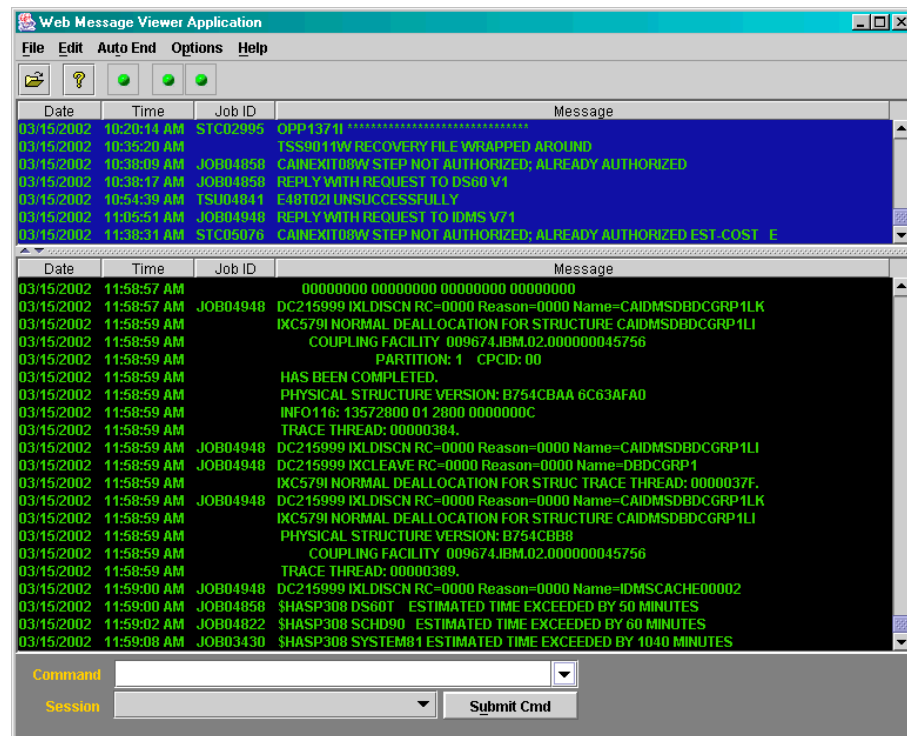 Web Message Viewer Application
File Edit Auto End Options Help
Date Time Job ID Message
03/15/2002 10:20:14 AM STC02995 OPP1371I *******************************
03/15/2002 10:35:20 AM TSS9011W RECOVERY FILE WRAPPED AROUND
03/15/2002 10:38:09 AM JOB04858 CAINEXIT08W STEP NOT AUTHORIZED; ALREADY AUTHORIZED
03/15/2002 10:38:17 AM JOB04858 REPLY WITH REQUEST TO DS60 V1
03/15/2002 10:54:39 AM TSU04841 E48T02I UNSUCCESSFULLY
03/15/2002 11:05:51 AM JOB04948 REPLY WITH REQUEST TO IDMS V71
03/15/2002 11:38:31 AM STC05076 CAINEXIT08W STEP NOT AUTHORIZED; ALREADY AUTHORIZED EST-COST E
Date Time Job ID Message
03/15/2002 11:58:57 AM 00000000 00000000 00000000 00000000
03/15/2002 11:58:57 AM JOB04948 DC215999 IXLDISCN RC=0000 Reason=0000 Name=CAIDMSDBDCGRP1LK
03/15/2002 11:58:59 AM IXC579I NORMAL DEALLOCATION FOR STRUCTURE CAIDMSDBDCGRP1LI
03/15/2002 11:58:59 AM COUPLING FACILITY 009674.IBM.02.000000045756
03/15/2002 11:58:59 AM PARTITION: 1 CPCID: 00
03/15/2002 11:58:59 AM HAS BEEN COMPLETED.
03/15/2002 11:58:59 AM PHYSICAL STRUCTURE VERSION: B754CBAA 6C63AFA0
03/15/2002 11:58:59 AM INFO116: 13572800 01 2800 0000000C
03/15/2002 11:58:59 AM TRACE THREAD: 00000384.
03/15/2002 11:58:59 AM JOB04948 DC215999 IXLDISCN RC=0000 Reason=0000 Name=CAIDMSDBDCGRP1LI
03/15/2002 11:58:59 AM JOB04948 DC215999 IXCLEAVE RC=0000 Reason=0000 Name=DBDCGRP1
03/15/2002 11:58:59 AM IXC579I NORMAL DEALLOCATION FOR STRUC TRACE THREAD: 0000037F.
03/15/2002 11:58:59 AM JOB04948 DC215999 IXLDISCN RC=0000 Reason=0000 Name=CAIDMSDBDCGRP1LK
03/15/2002 11:58:59 AM IXC579I NORMAL DEALLOCATION FOR STRUCTURE CAIDMSDBDCGRP1LI
03/15/2002 11:58:59 AM PHYSICAL STRUCTURE VERSION: B754CBB8
03/15/2002 11:58:59 AM COUPLING FACILITY 009674.IBM.02.000000045756
03/15/2002 11:58:59 AM TRACE THREAD: 00000389.
03/15/2002 11:59:00 AM JOB04948 DC215999 IXLDISCN RC=0000 Reason=0000 Name=IDMSCACHE00002
03/15/2002 11:59:00 AM JOB04858 $HASP308 DS60T ESTIMATED TIME EXCEEDED BY 50 MINUTES
03/15/2002 11:59:02 AM JOB04822 $HASP308 SCHD90 ESTIMATED TIME EXCEEDED BY 60 MINUTES
03/15/2002 11:59:08 AM JOB03430 $HASP308 SYSTEM81 ESTIMATED TIME EXCEEDED BY 1040 MINUTES
Command
Session Submit Cmd